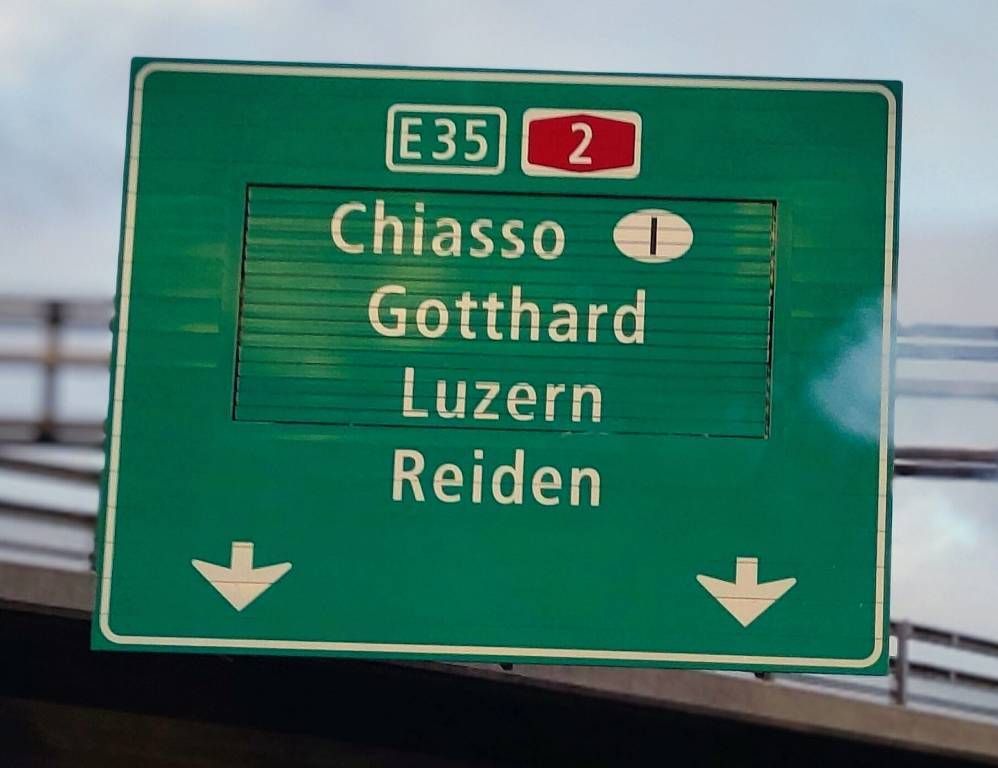 E35 2
Chiasso I
Gotthard
Luzern
Reiden